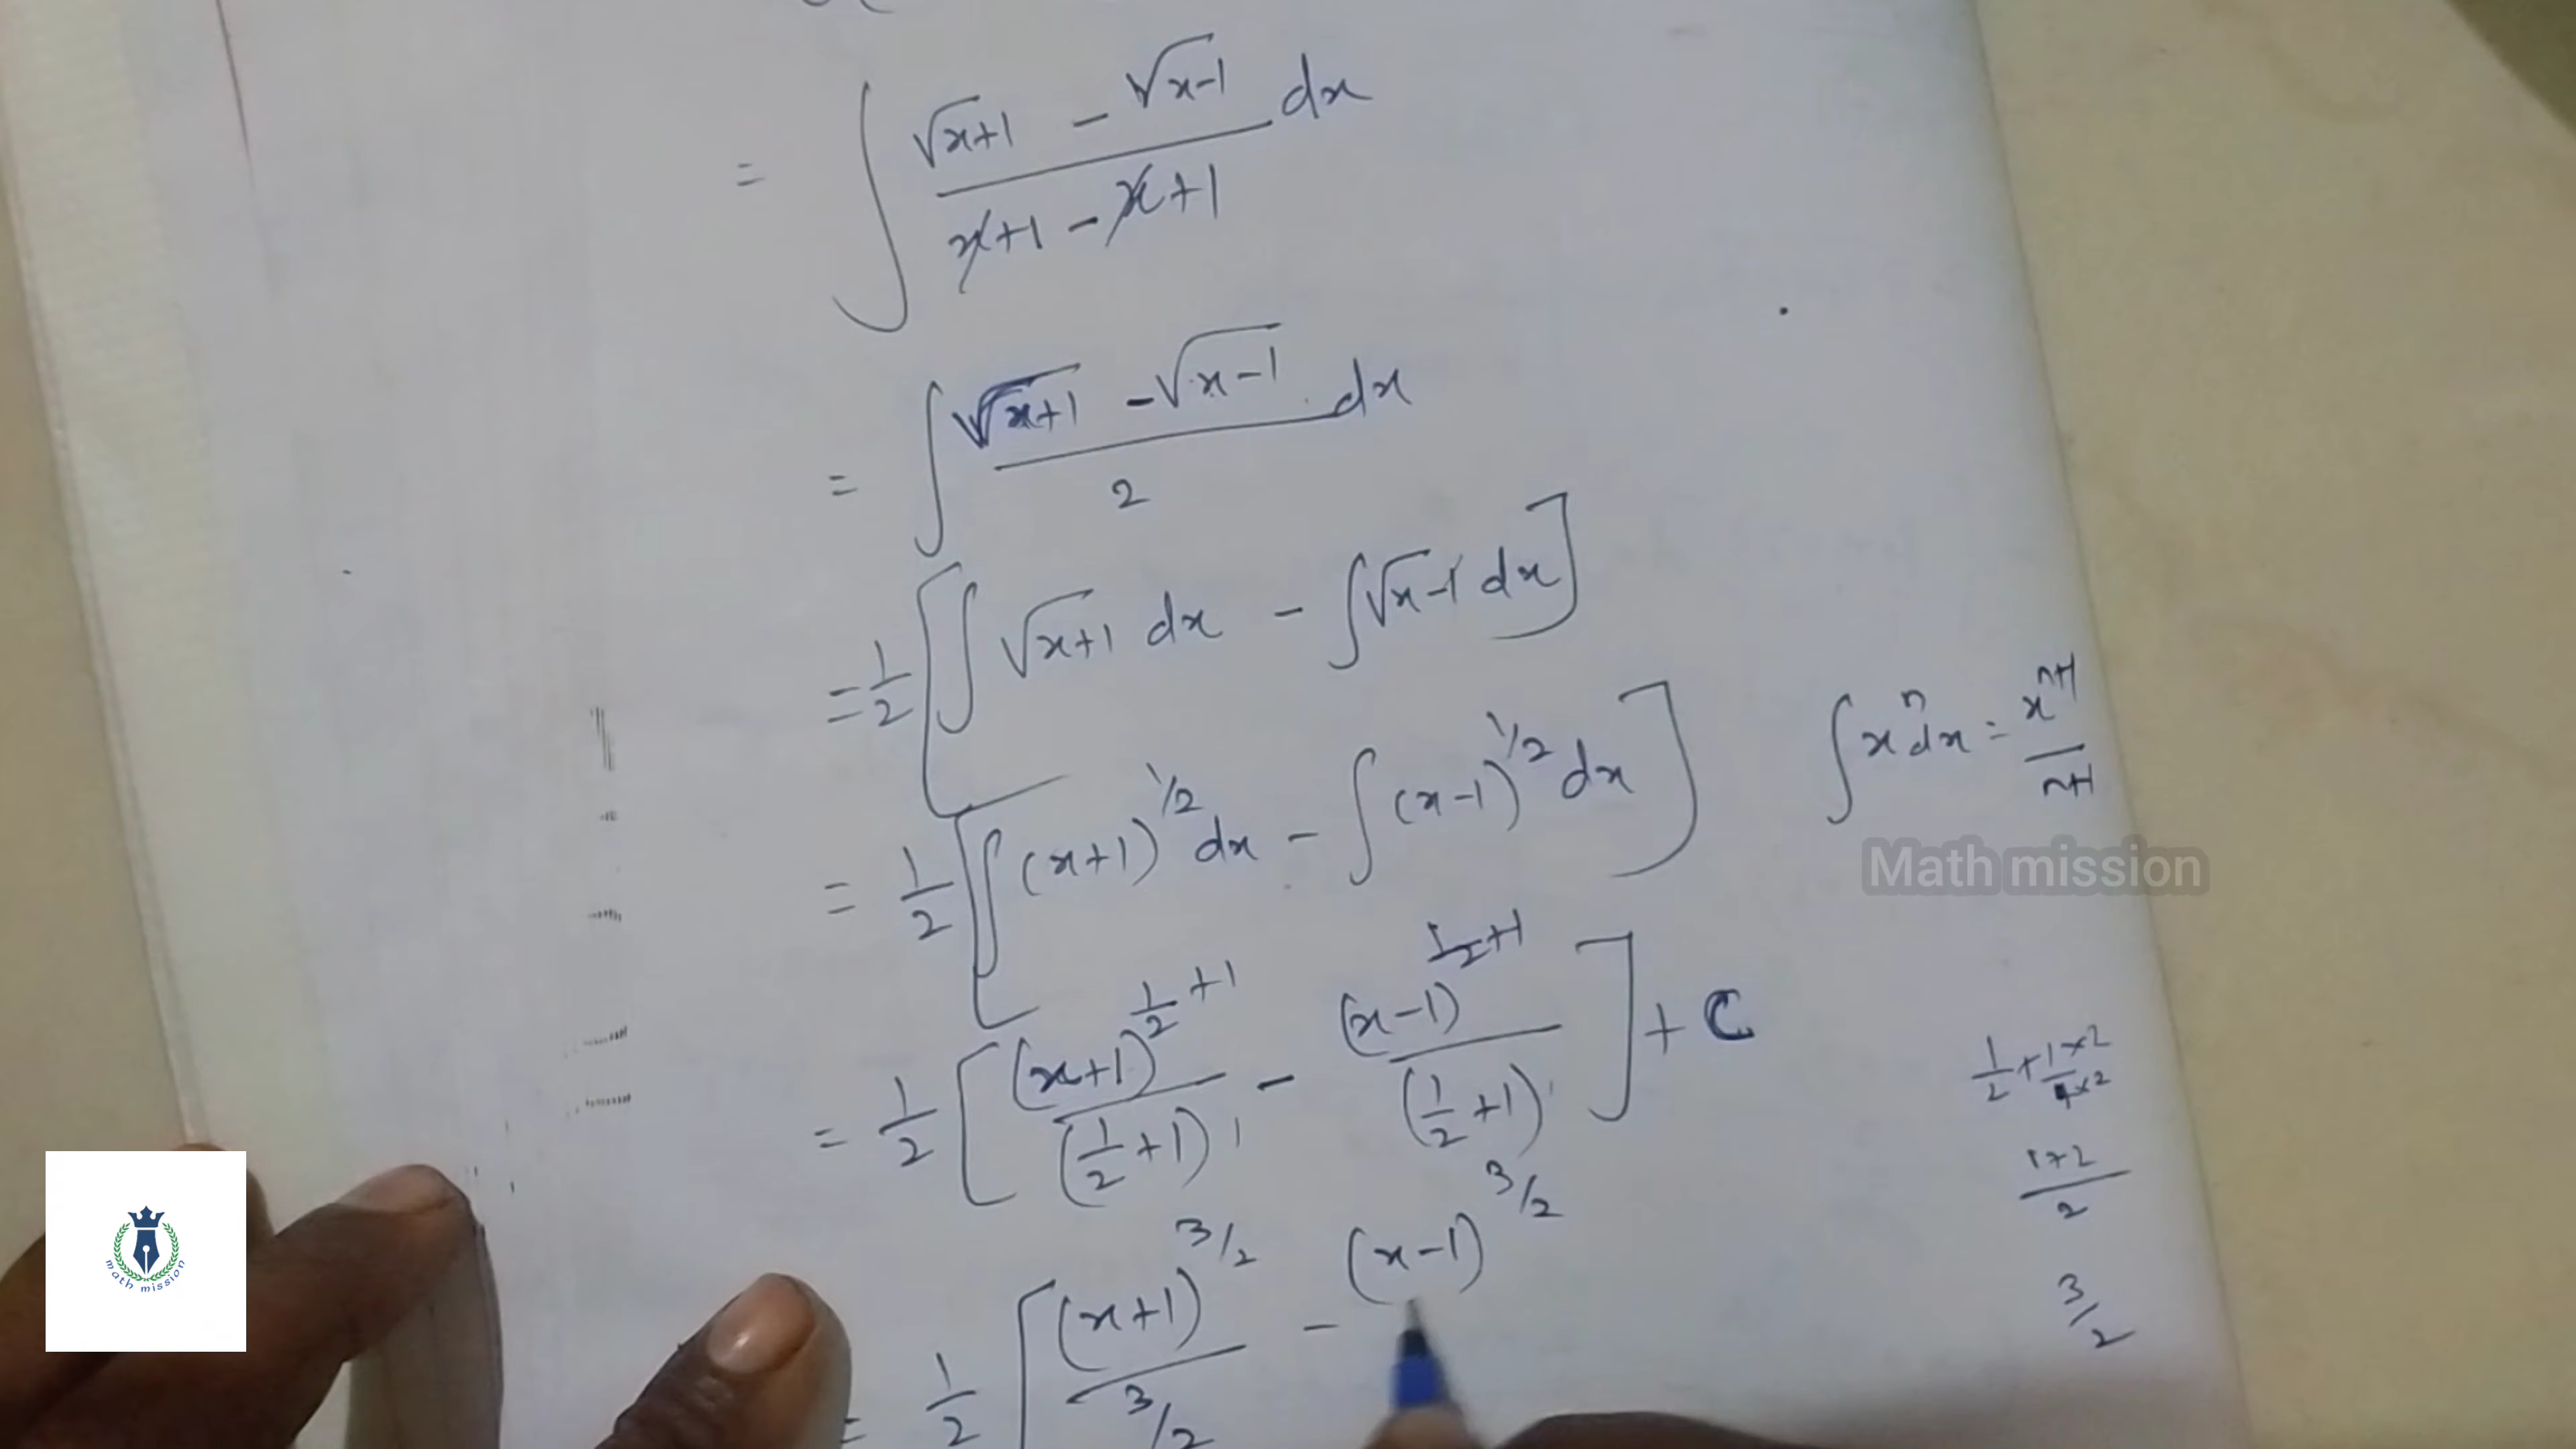 = ∫ (√x+1 − √x-1)/(x+1 − x+1) dx
= ∫ (√x+1 − √x-1)/2 dx
= 1/2 [∫ √x+1 dx − ∫ √x-1 dx]
= 1/2 [∫ (x+1)^1/2 dx − ∫ (x-1)^1/2 dx]
∫ x^n dx = x^n+1/n+1
Math mission
= 1/2 [(x+1)^1/2+1/(1/2+1) − (x-1)^1/2+1/(1/2+1)] + C
1/2 + 1×2/1×2
1+2/2
3/2
= 1/2 [(x+1)^3/2/3/2 − (x-1)^3/2
math mission